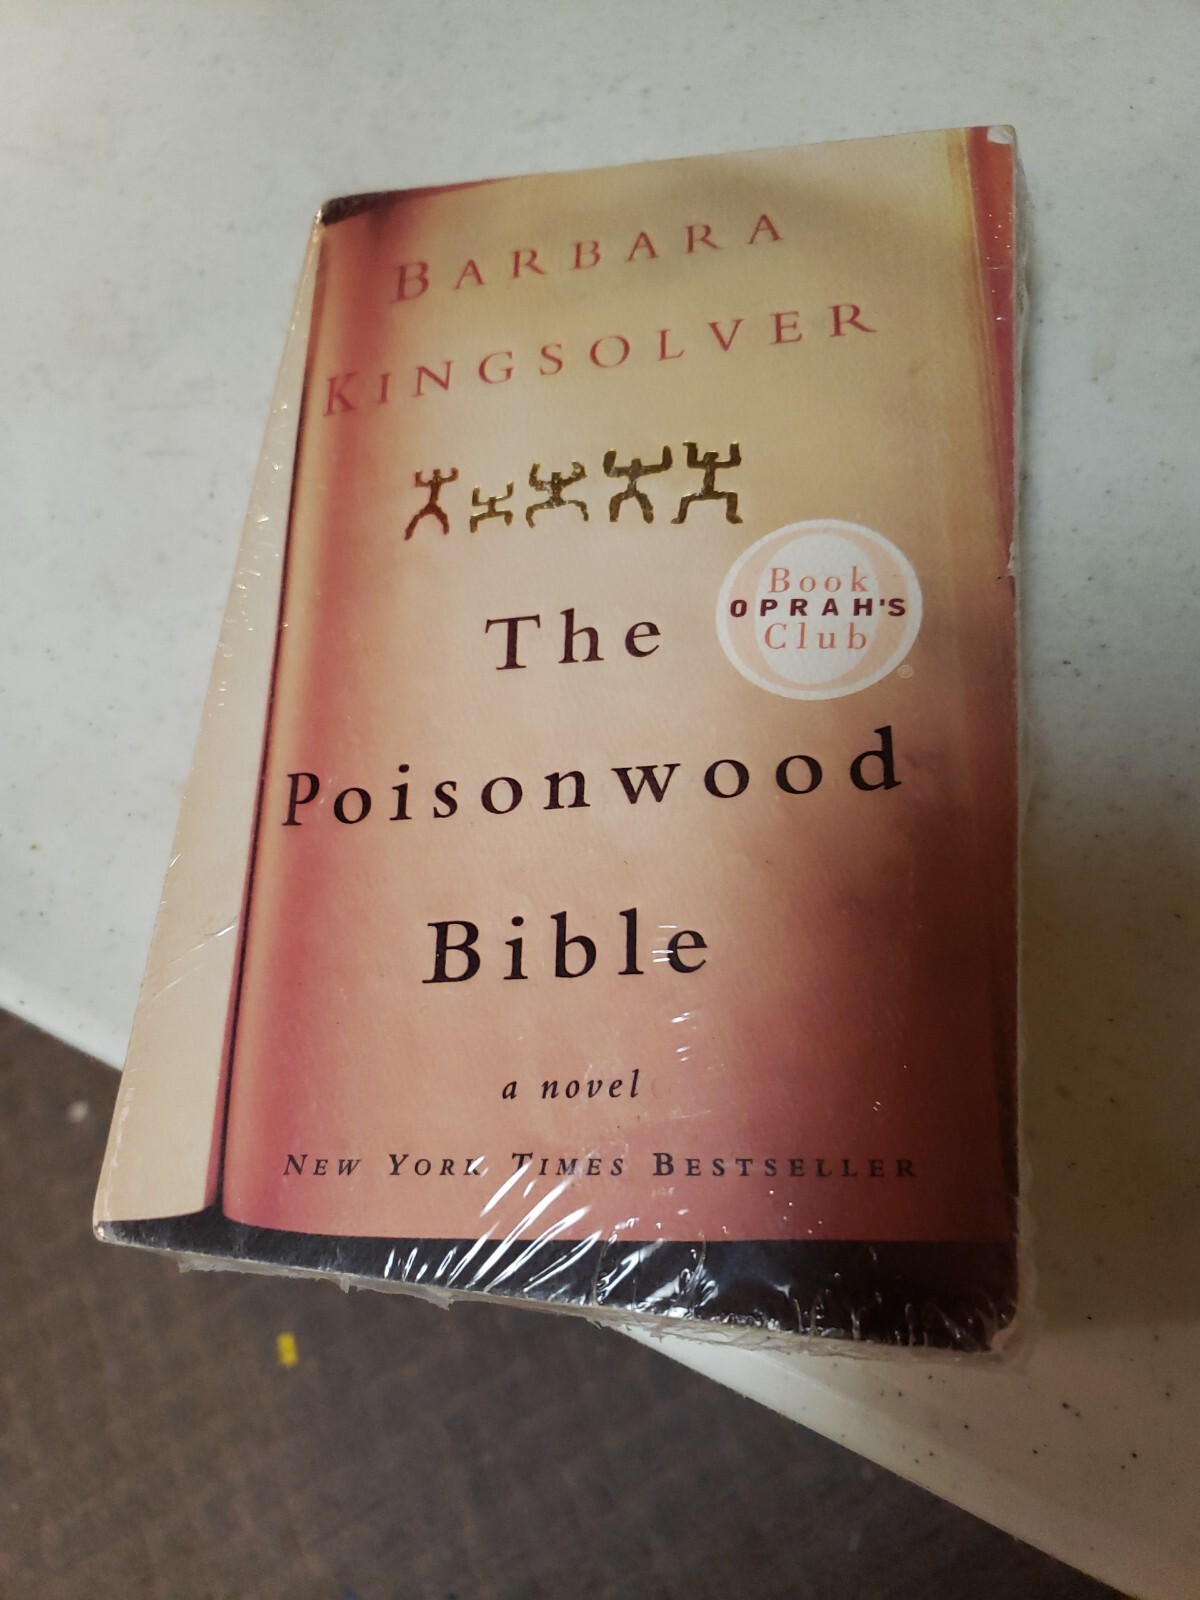 BARBARA
KINGSOLVER
Book
OPRAH'S
Club
®
The
Poisonwood
Bible
a novel
NEW YORK TIMES BESTSELLER